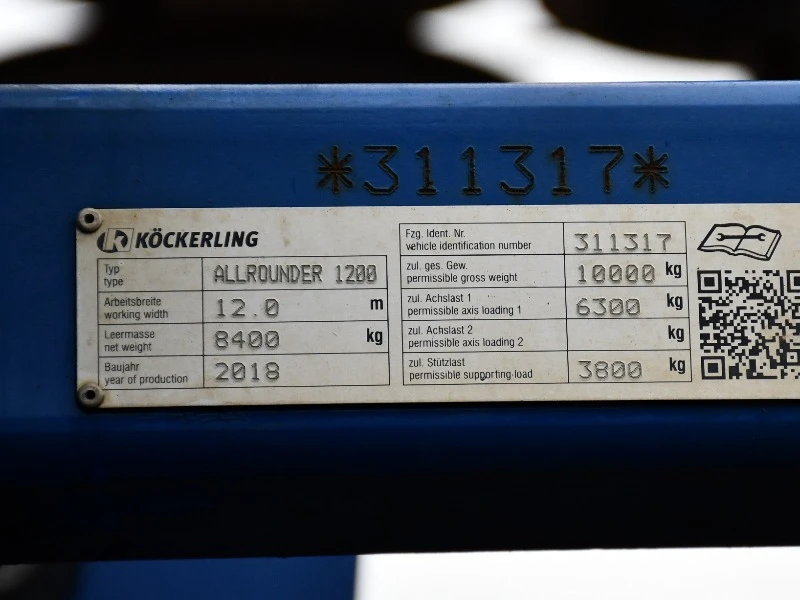 *311317*
KÖCKERLING
Typ
type
ALLROUNDER 1200
Arbeitsbreite
working width
12.0 m
Leermasse
net weight
8400 kg
Baujahr
year of production
2018
Fzg. Ident. Nr.
vehicle identification number
311317
zul. ges. Gew.
permissible gross weight
10000 kg
zul. Achslast 1
permissible axis loading 1
6300 kg
zul. Achslast 2
permissible axis loading 2
kg
zul. Stützlast
permissible supporting-load
3800 kg